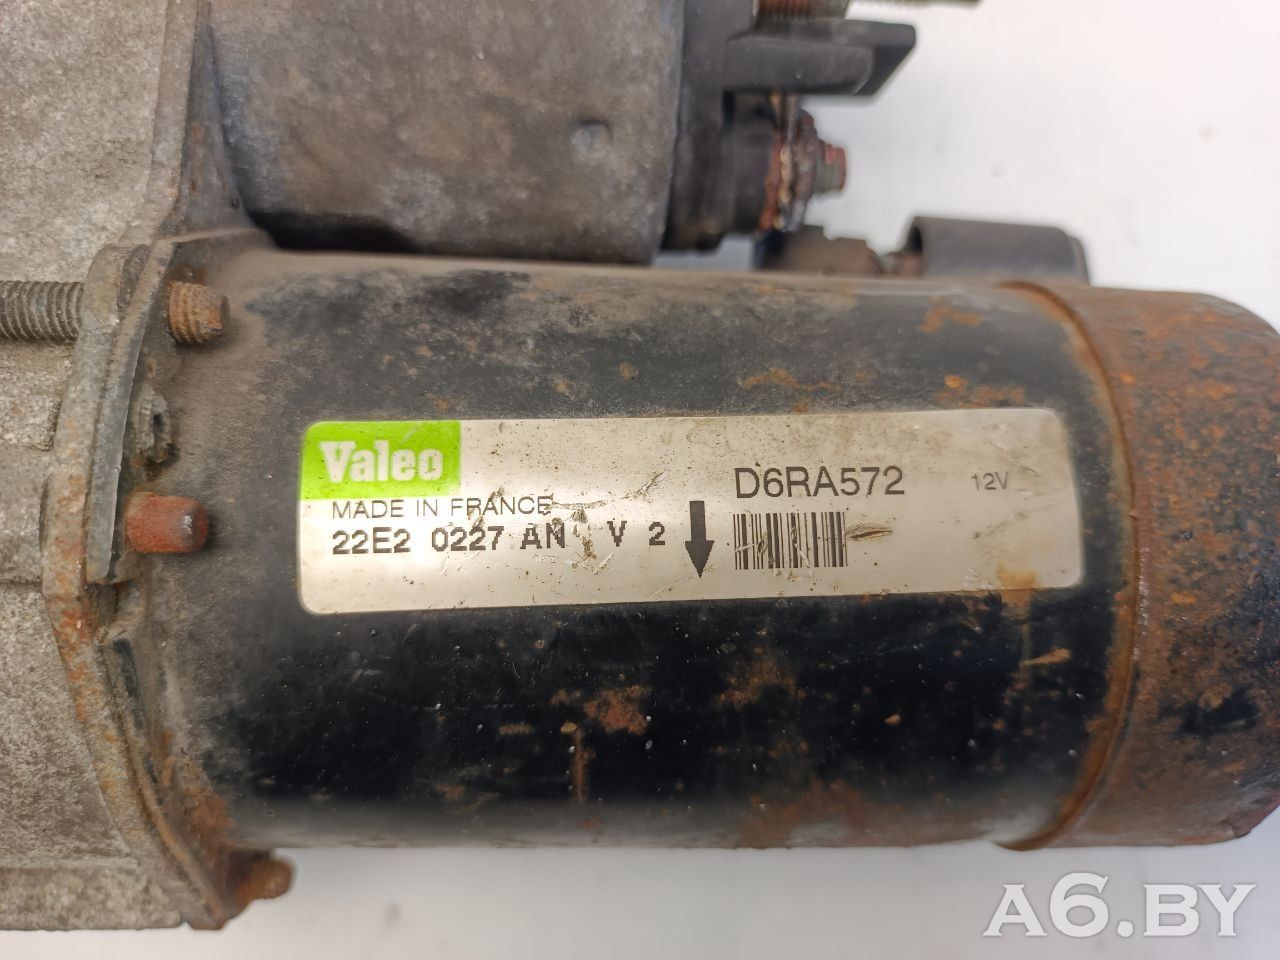 Valeo
MADE IN FRANCE
22E2 0227 AN V 2
D6RA572
12V
A6.BY